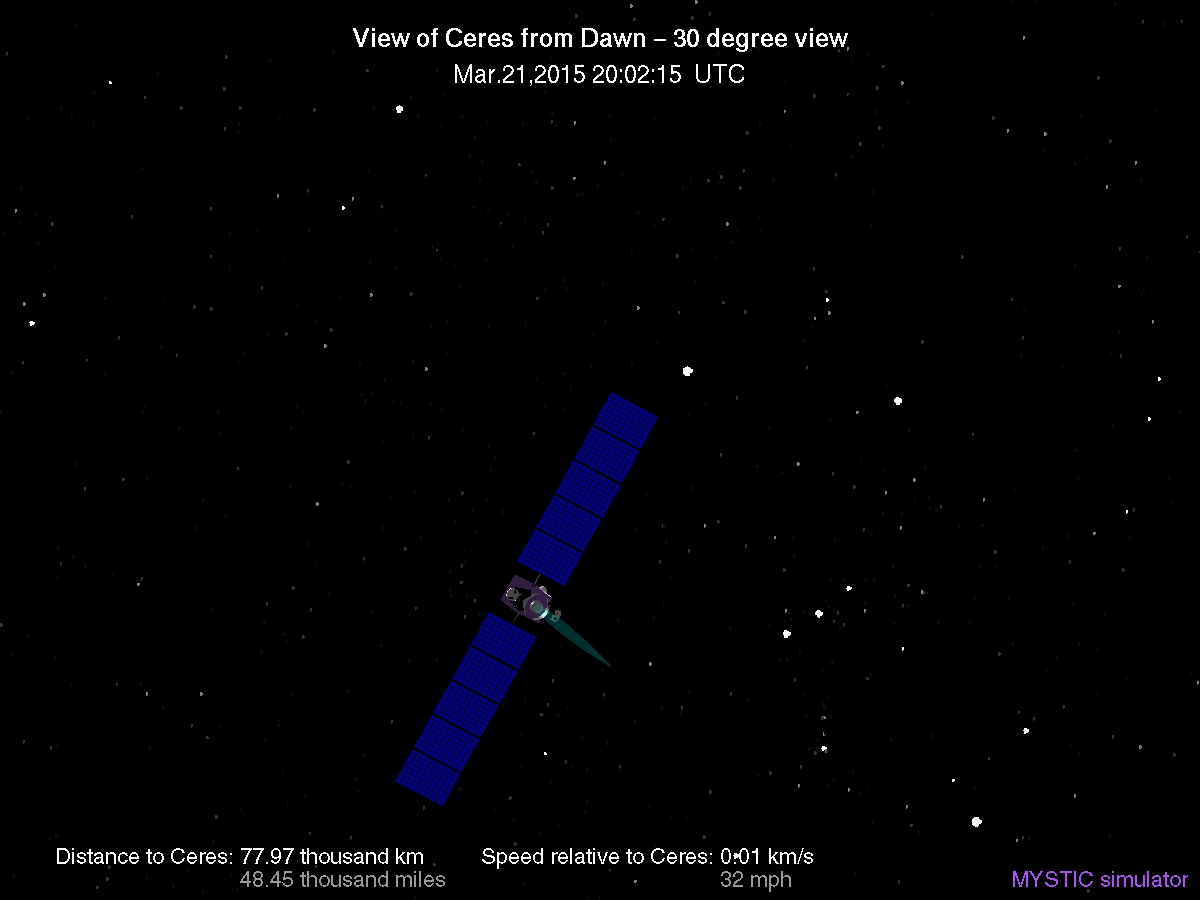 View of Ceres from Dawn – 30 degree view
Mar.21,2015 20:02:15 UTC
Distance to Ceres: 77.97 thousand km
48.45 thousand miles
Speed relative to Ceres: 0.01 km/s
32 mph
MYSTIC simulator